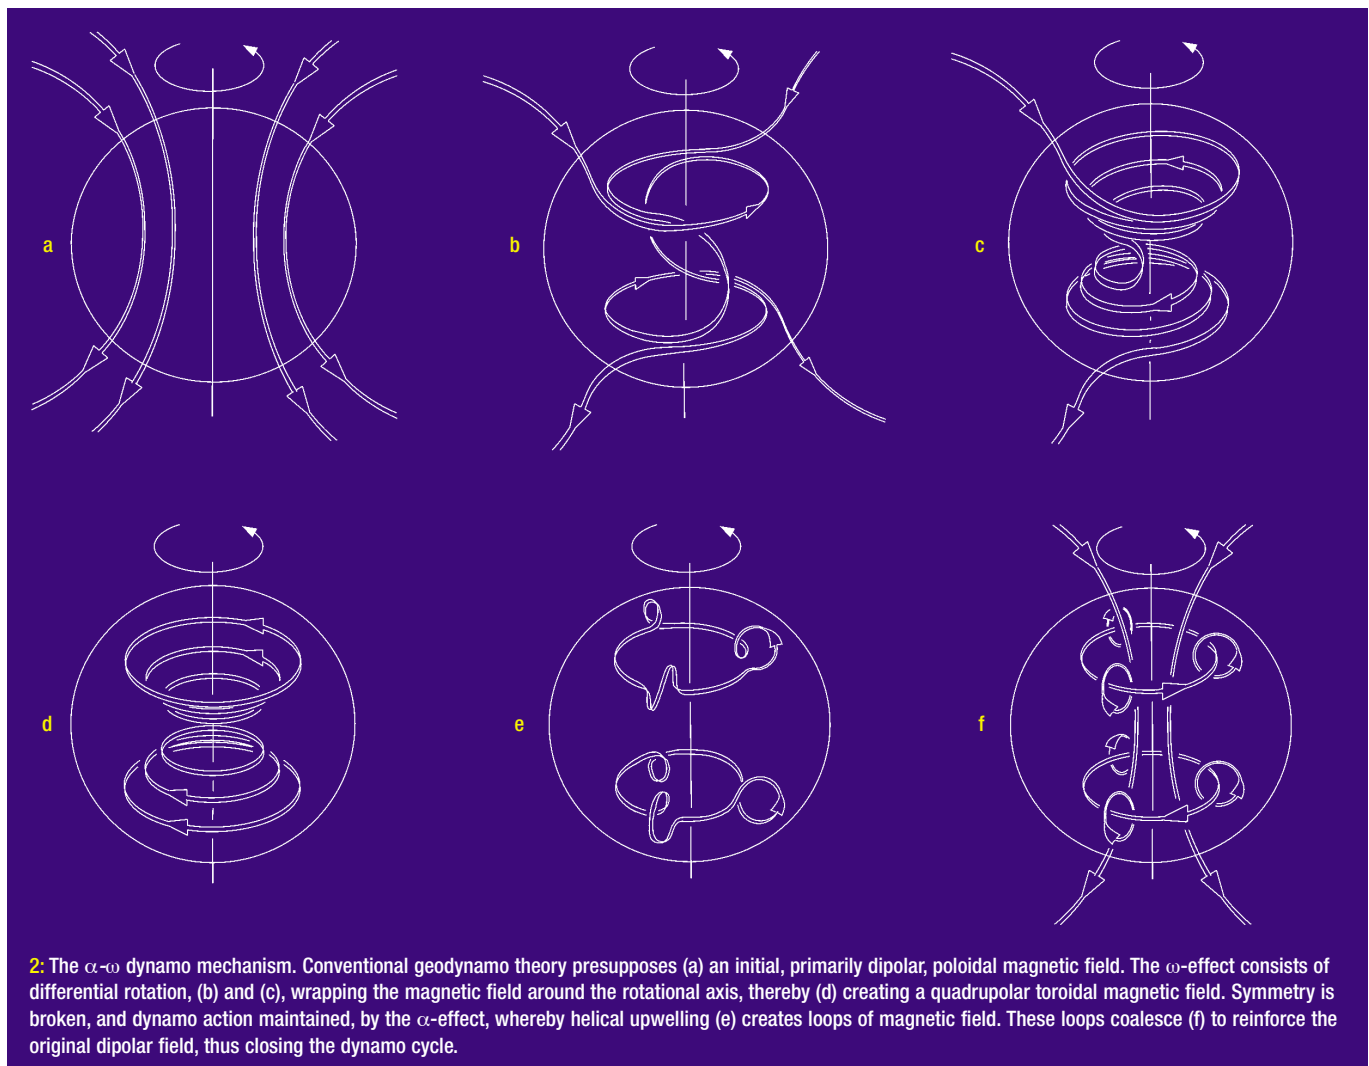 a
b
c
d
e
f
2: The α-ω dynamo mechanism. Conventional geodynamo theory presupposes (a) an initial, primarily dipolar, poloidal magnetic field. The ω-effect consists of
differential rotation, (b) and (c), wrapping the magnetic field around the rotational axis, thereby (d) creating a quadrupolar toroidal magnetic field. Symmetry is
broken, and dynamo action maintained, by the α-effect, whereby helical upwelling (e) creates loops of magnetic field. These loops coalesce (f) to reinforce the
original dipolar field, thus closing the dynamo cycle.